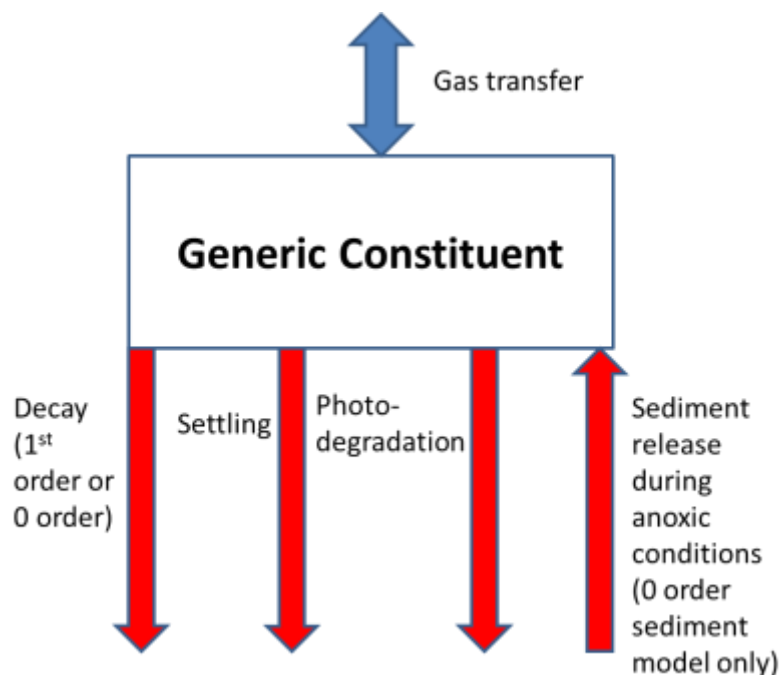 Gas transfer
Generic Constituent
Decay
(1st
order or
0 order)
Settling
Photo-
degradation
Sediment
release
during
anoxic
conditions
(0 order
sediment
model only)